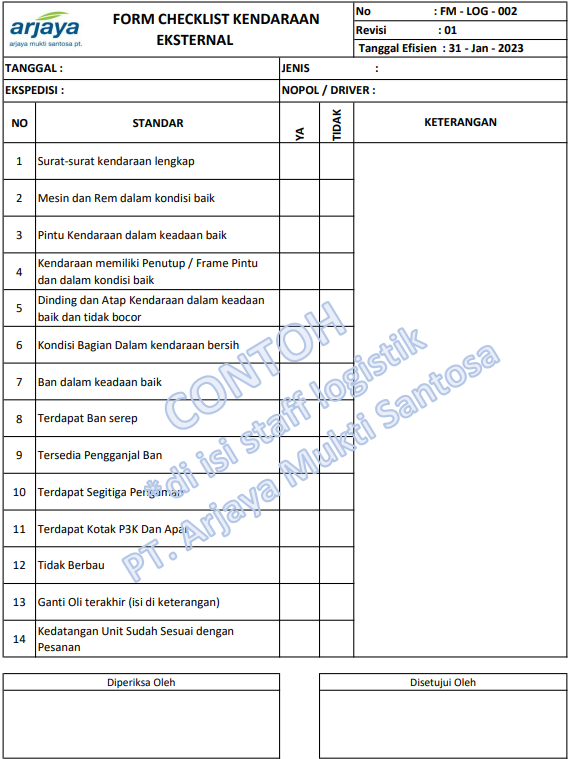 arjaya
arjaya mukti santosa pt.
FORM CHECKLIST KENDARAAN
EKSTERNAL
No : FM - LOG - 002
Revisi : 01
Tanggal Efisien : 31 - Jan - 2023
TANGGAL :
JENIS :
EKSPEDISI :
NOPOL / DRIVER :
NO STANDAR YA TIDAK KETERANGAN
1 Surat-surat kendaraan lengkap
2 Mesin dan Rem dalam kondisi baik
3 Pintu Kendaraan dalam keadaan baik
4 Kendaraan memiliki Penutup / Frame Pintu
dan dalam kondisi baik
5 Dinding dan Atap Kendaraan dalam keadaan
baik dan tidak bocor
6 Kondisi Bagian Dalam kendaraan bersih
7 Ban dalam keadaan baik
8 Terdapat Ban serep
9 Tersedia Pengganjal Ban
10 Terdapat Segitiga Pengaman
11 Terdapat Kotak P3K Dan Apar
12 Tidak Berbau
13 Ganti Oli terakhir (isi di keterangan)
14 Kedatangan Unit Sudah Sesuai dengan
Pesanan
CONTOH
*di isi staff logistik
PT. Arjaya Mukti Santosa
Diperiksa Oleh
Disetujui Oleh